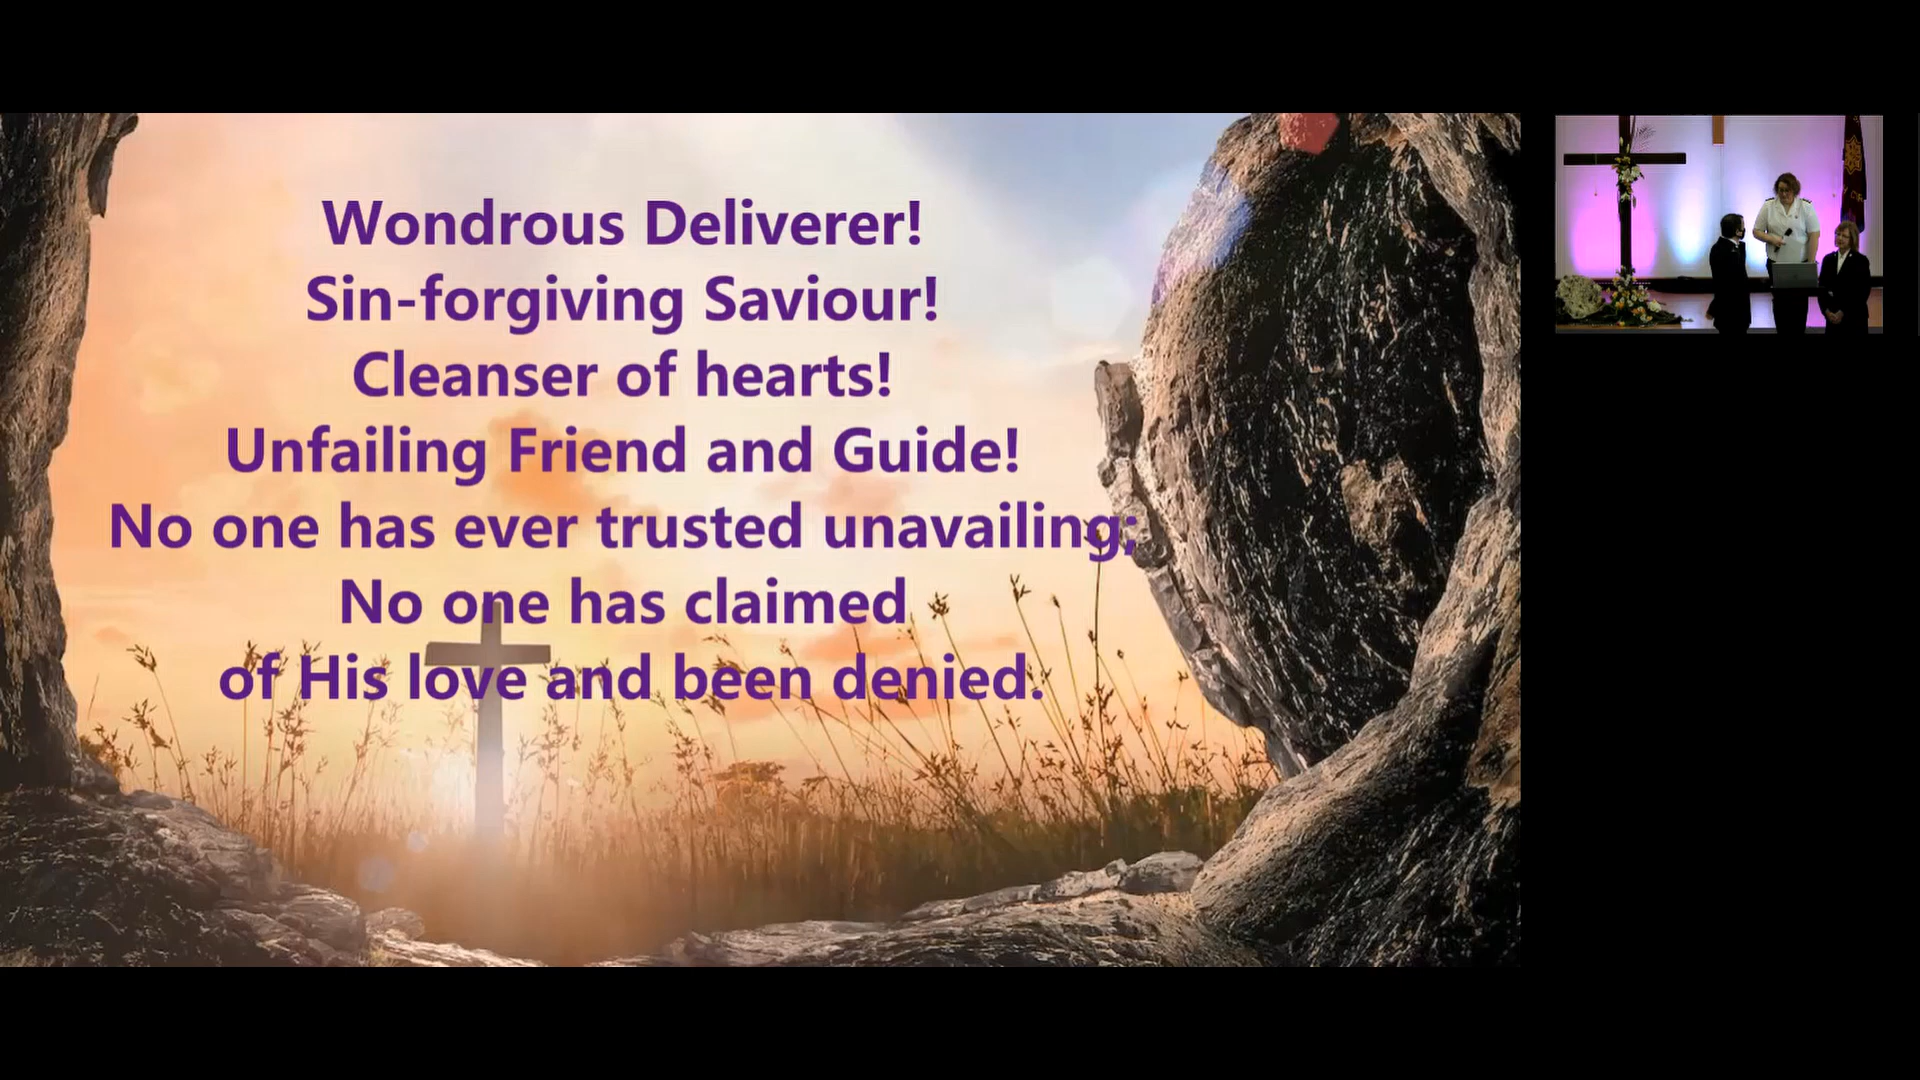 Wondrous Deliverer!
Sin-forgiving Saviour!
Cleanser of hearts!
Unfailing Friend and Guide!
No one has ever trusted unavailing;
No one has claimed
of His love and been denied.